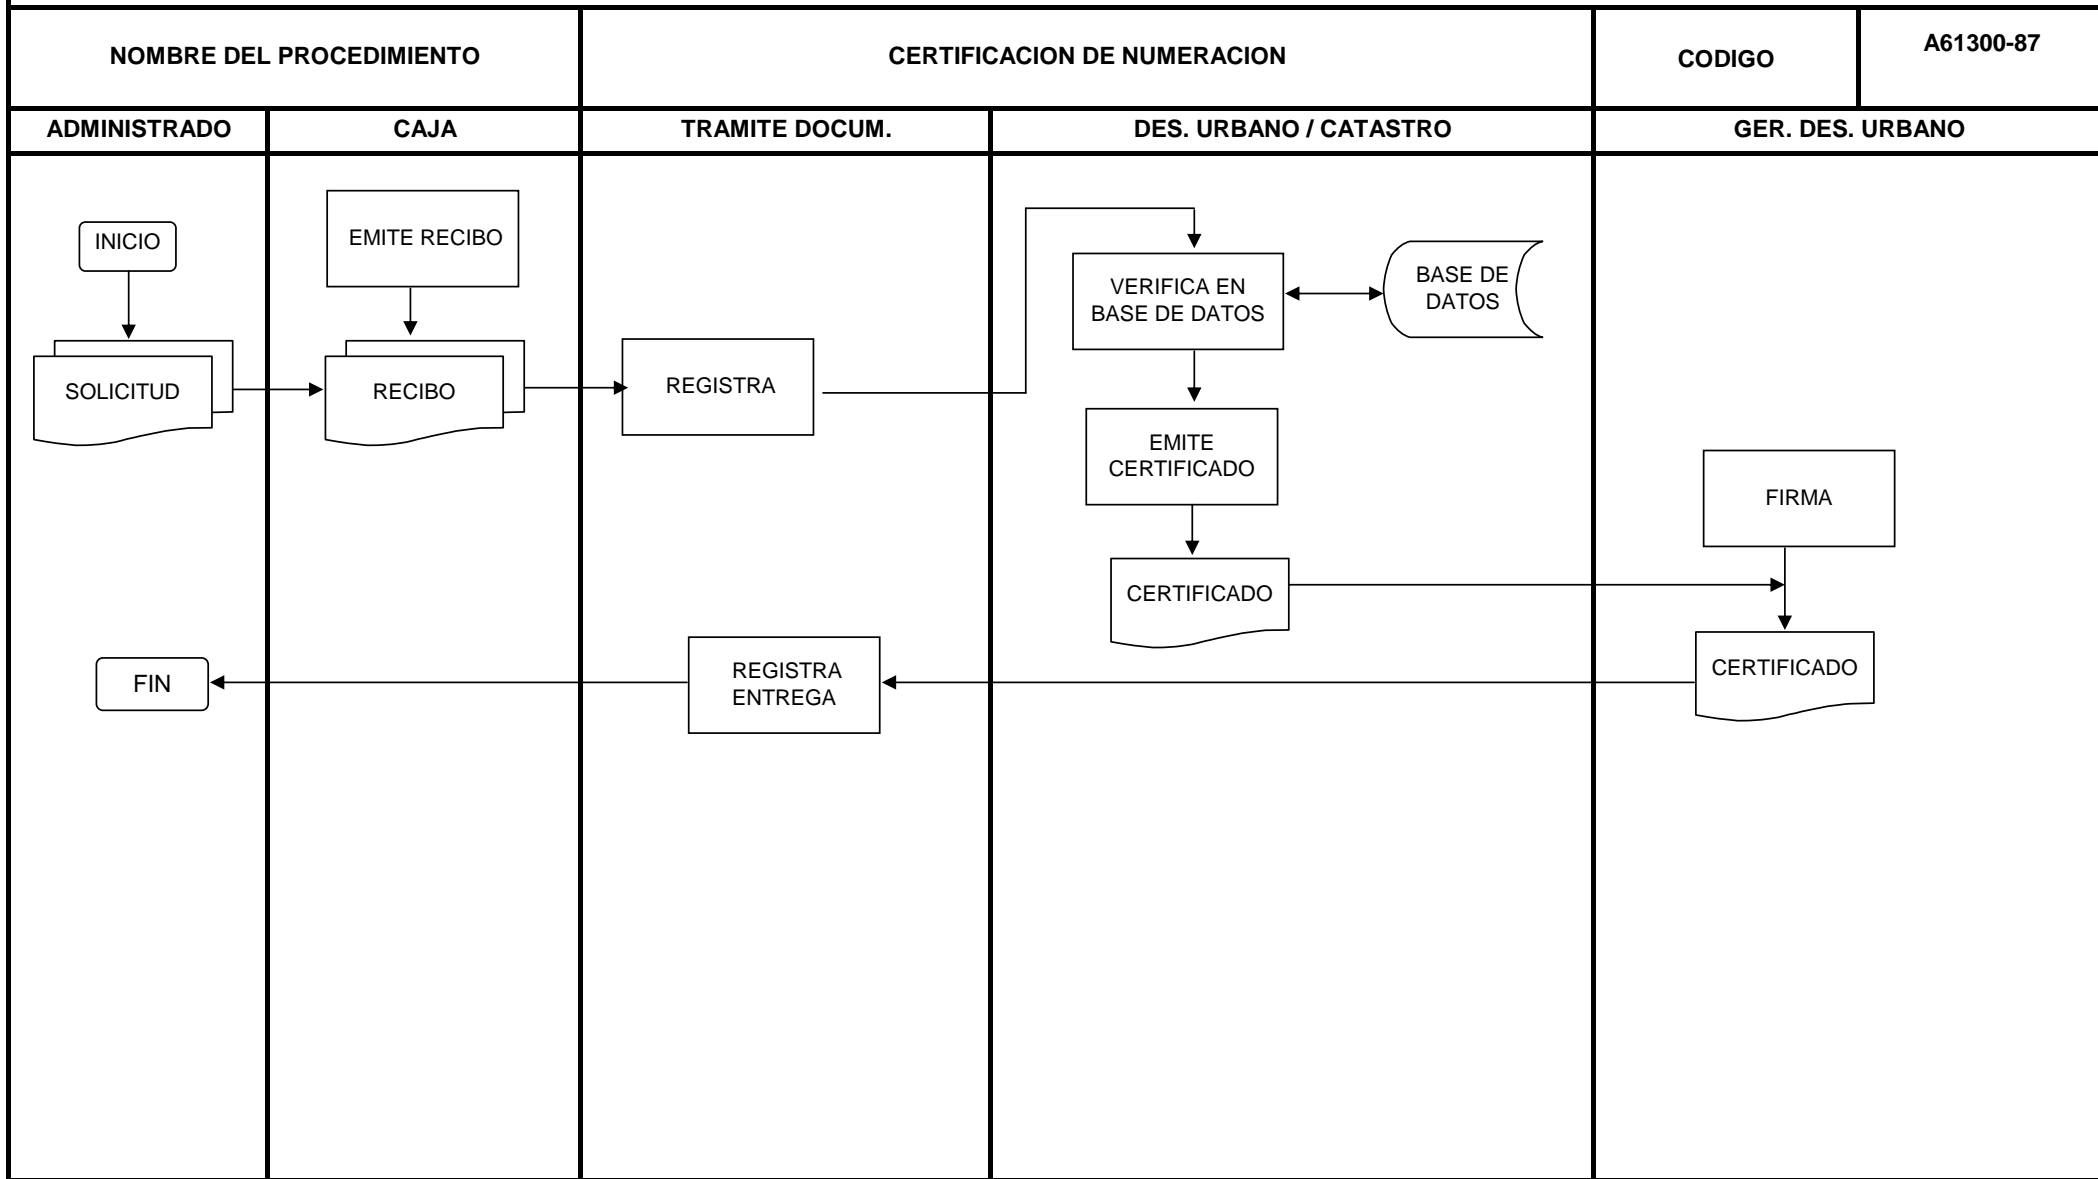 NOMBRE DEL PROCEDIMIENTO
CERTIFICACION DE NUMERACION
CODIGO
A61300-87
ADMINISTRADO
CAJA
TRAMITE DOCUM.
DES. URBANO / CATASTRO
GER. DES. URBANO
INICIO
SOLICITUD
EMITE RECIBO
RECIBO
REGISTRA
VERIFICA EN
BASE DE DATOS
BASE DE
DATOS
EMITE
CERTIFICADO
CERTIFICADO
FIRMA
CERTIFICADO
REGISTRA
ENTREGA
FIN